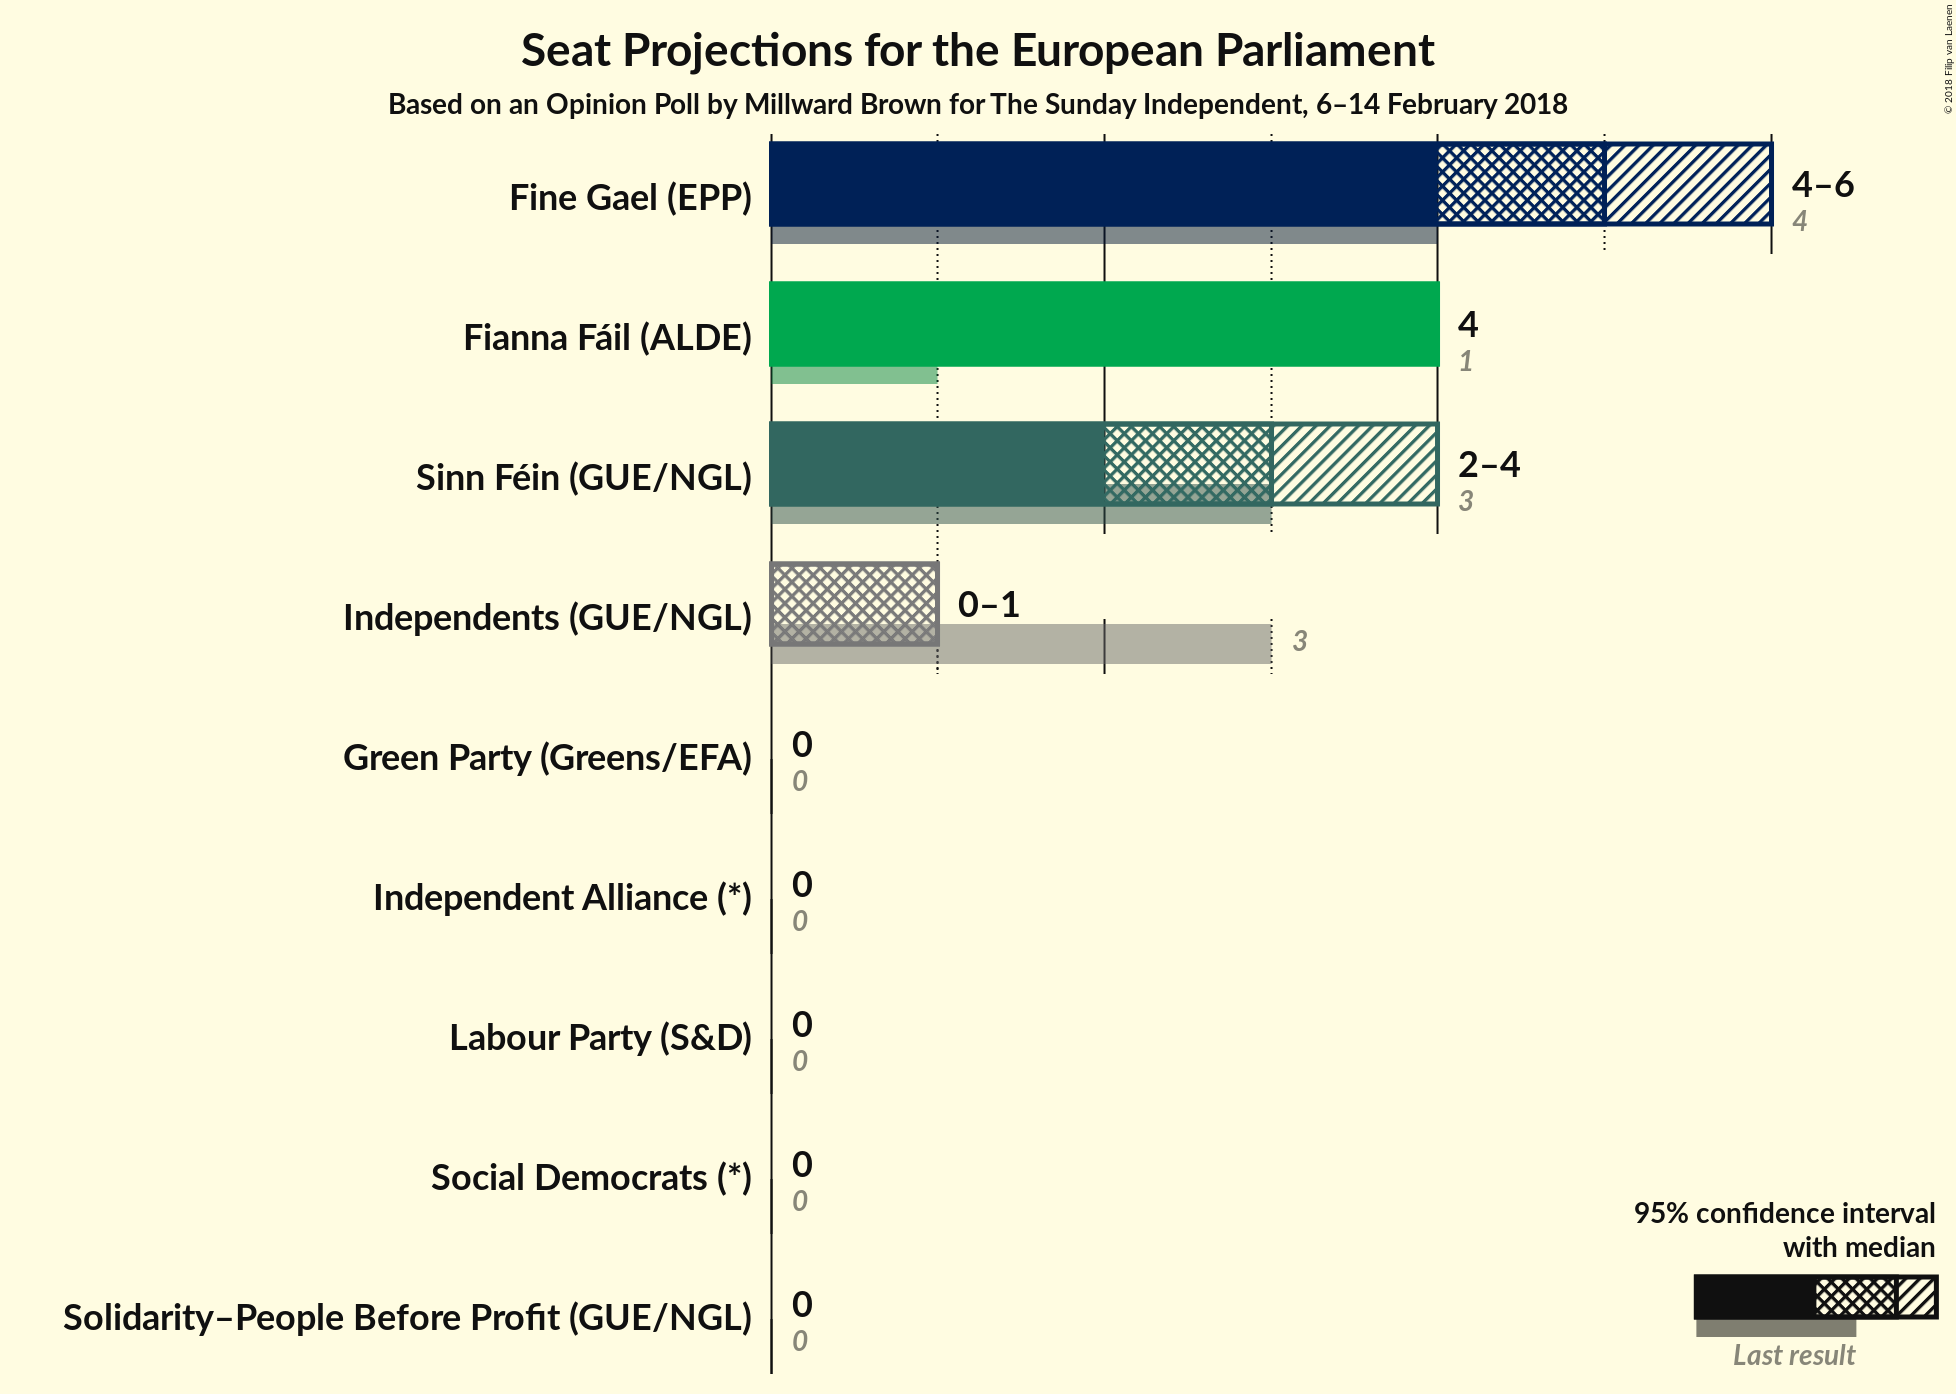 Seat Projections for the European Parliament
Based on an Opinion Poll by Millward Brown for The Sunday Independent, 6–14 February 2018
© 2018 Filip van Laenen
Fine Gael (EPP)
4–6
4
Fianna Fáil (ALDE)
4
1
Sinn Féin (GUE/NGL)
2–4
3
Independents (GUE/NGL)
0–1
3
Green Party (Greens/EFA)
0
0
Independent Alliance (*)
0
0
Labour Party (S&D)
0
0
Social Democrats (*)
0
0
Solidarity–People Before Profit (GUE/NGL)
0
0
95% confidence interval
with median
Last result